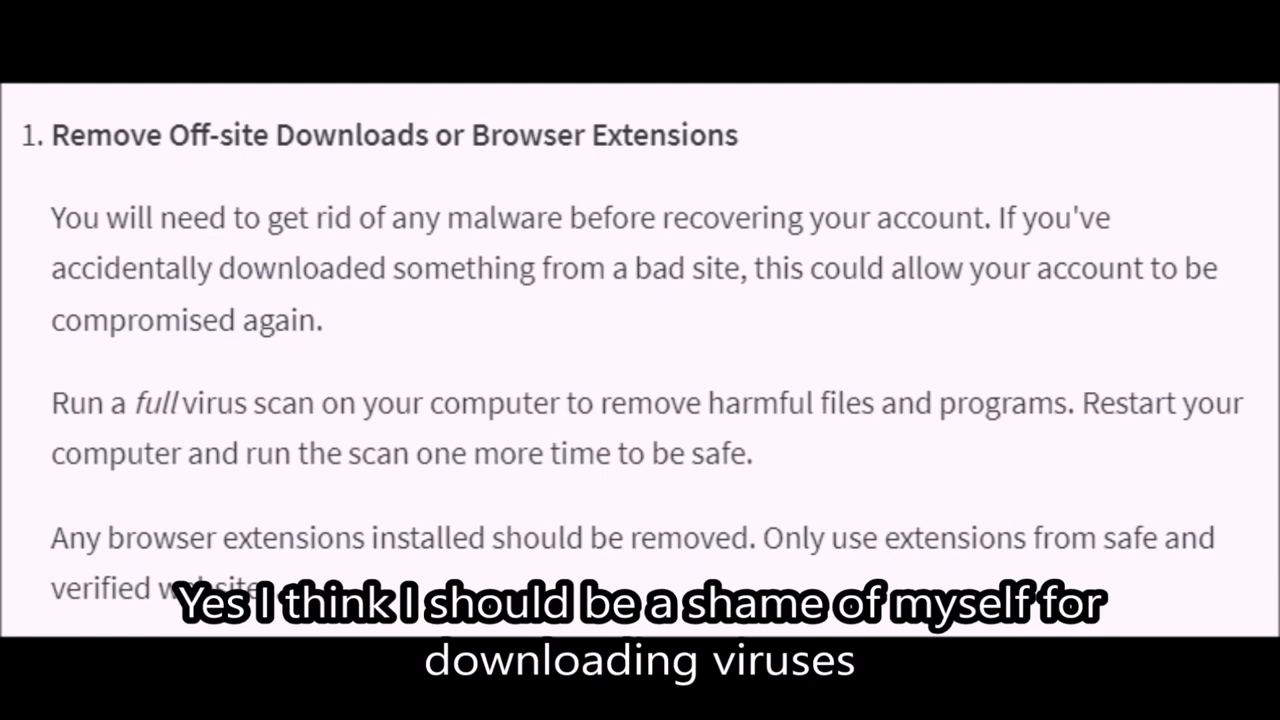 1. Remove Off-site Downloads or Browser Extensions
You will need to get rid of any malware before recovering your account. If you've
accidentally downloaded something from a bad site, this could allow your account to be
compromised again.
Run a full virus scan on your computer to remove harmful files and programs. Restart your
computer and run the scan one more time to be safe.
Any browser extensions installed should be removed. Only use extensions from safe and
verified
Yes I think I should be a shame of myself for
downloading viruses